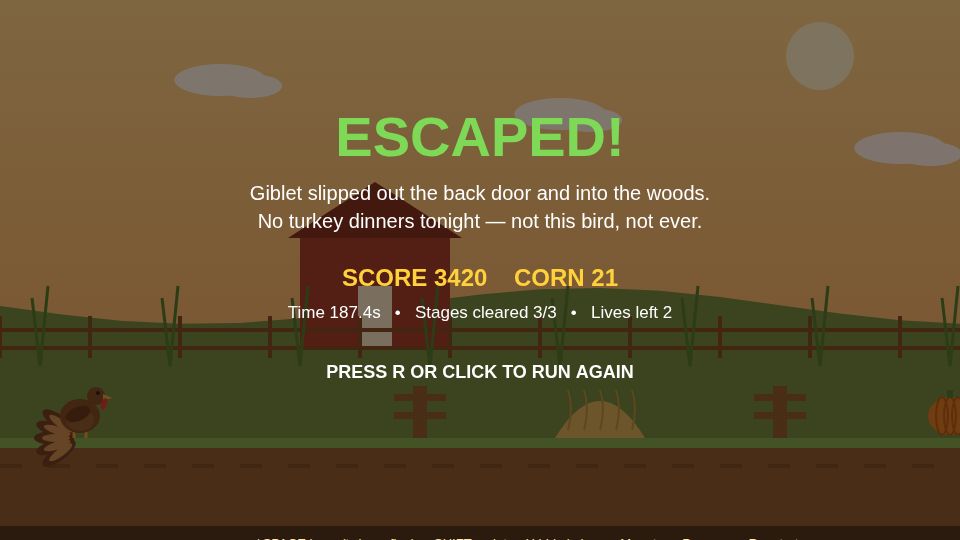 ESCAPED!
Giblet slipped out the back door and into the woods.
No turkey dinners tonight — not this bird, not ever.
SCORE 3420 CORN 21
Time 187.4s • Stages cleared 3/3 • Lives left 2
PRESS R OR CLICK TO RUN AGAIN